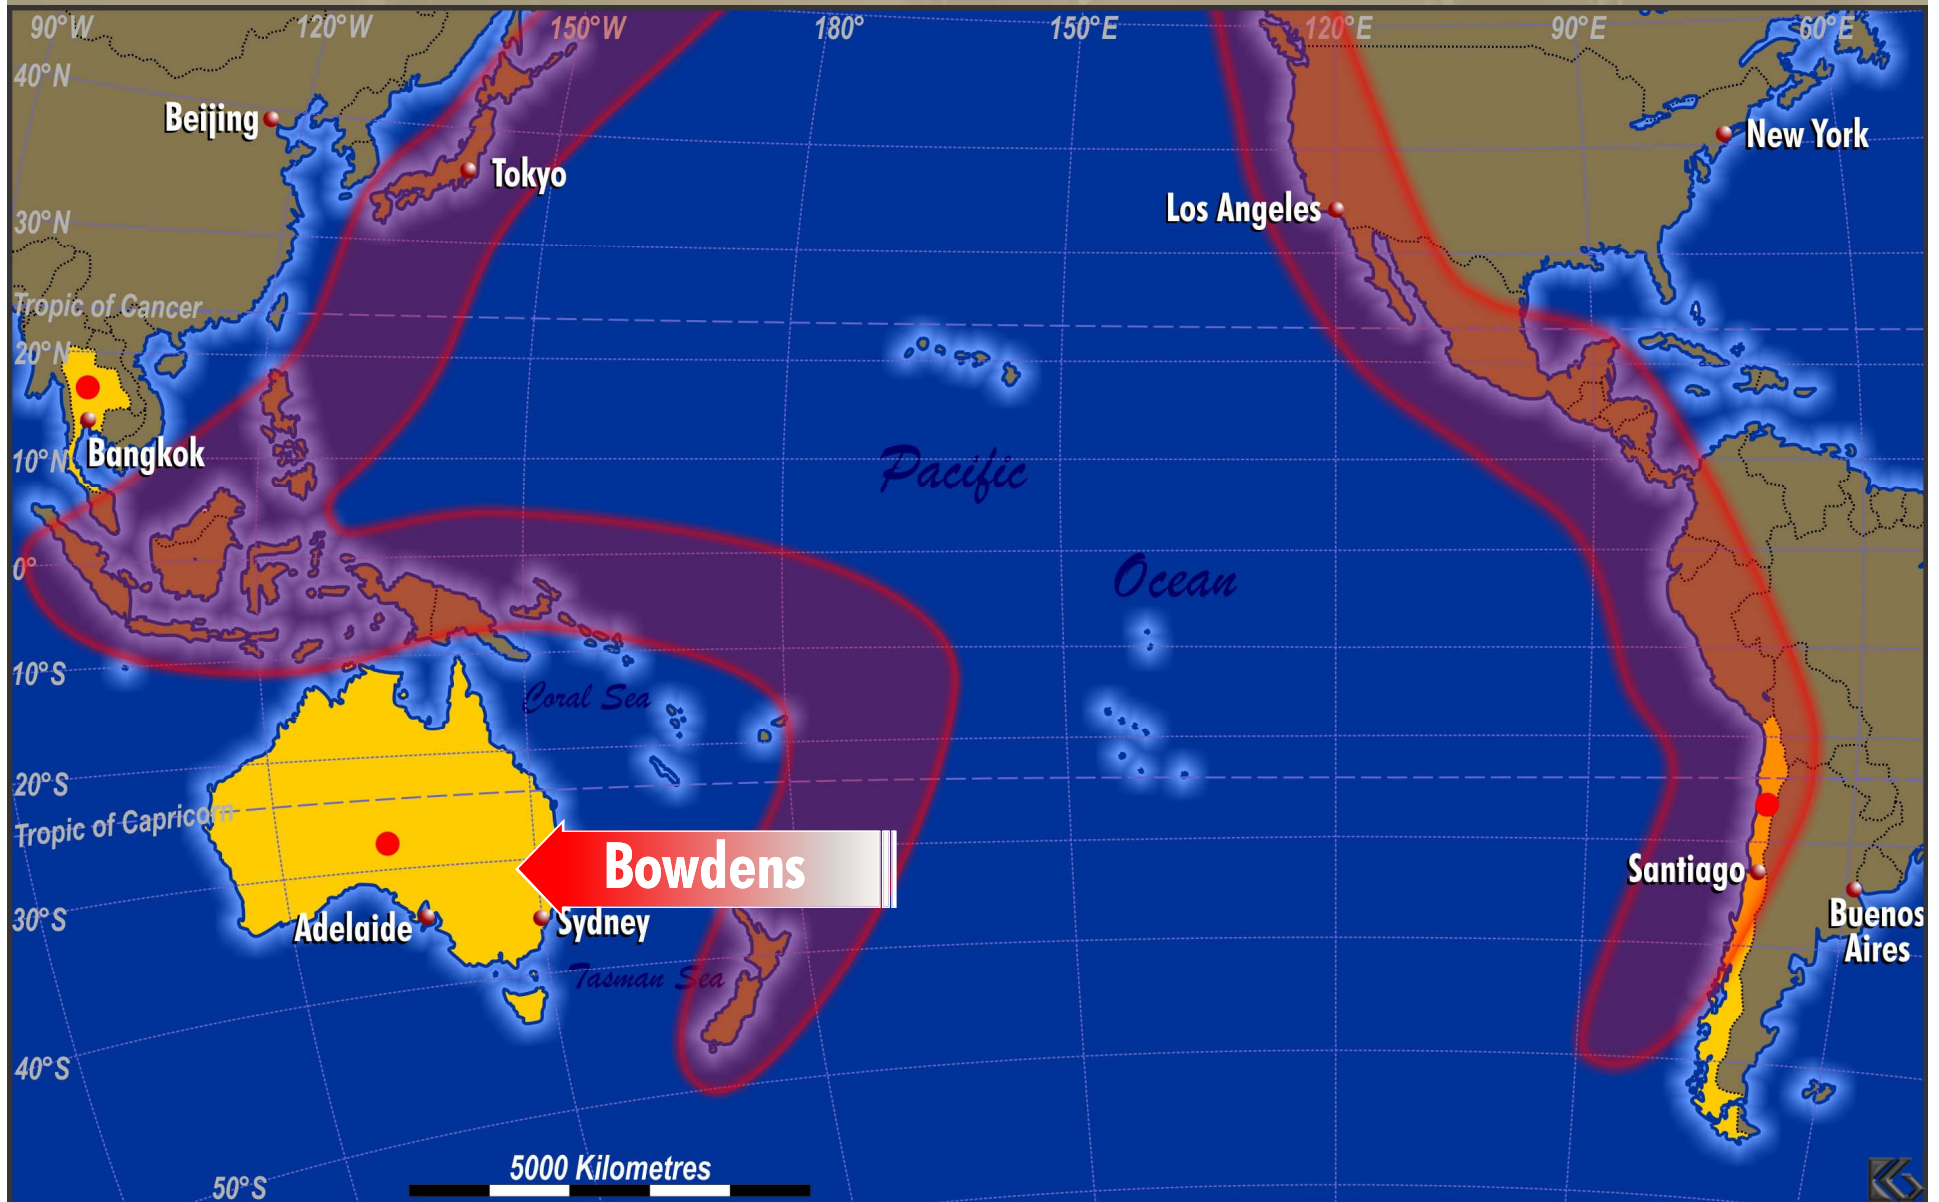 90°W
120°W
150°W
180°
150°E
120°E
90°E
60°E
40°N
Beijing
New York
Tokyo
Los Angeles
30°N
Tropic of Cancer
20°N
Bangkok
10°N
Pacific
Ocean
0°
10°S
Coral Sea
20°S
Tropic of Capricorn
Bowdens
Santiago
30°S
Adelaide
Sydney
Buenos
Aires
Tasman Sea
40°S
5000 Kilometres
50°S